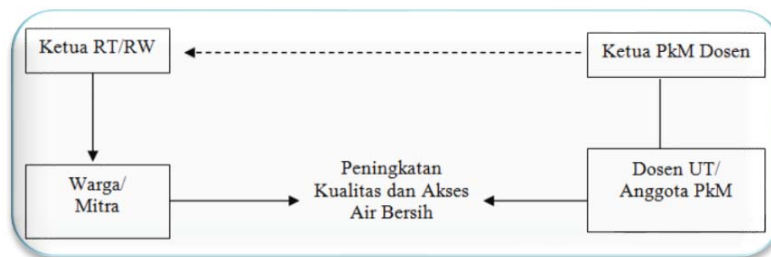 Ketua RT/RW
Ketua PkM Dosen
Warga/
Mitra
Peningkatan
Kualitas dan Akses
Air Bersih
Dosen UT/
Anggota PkM